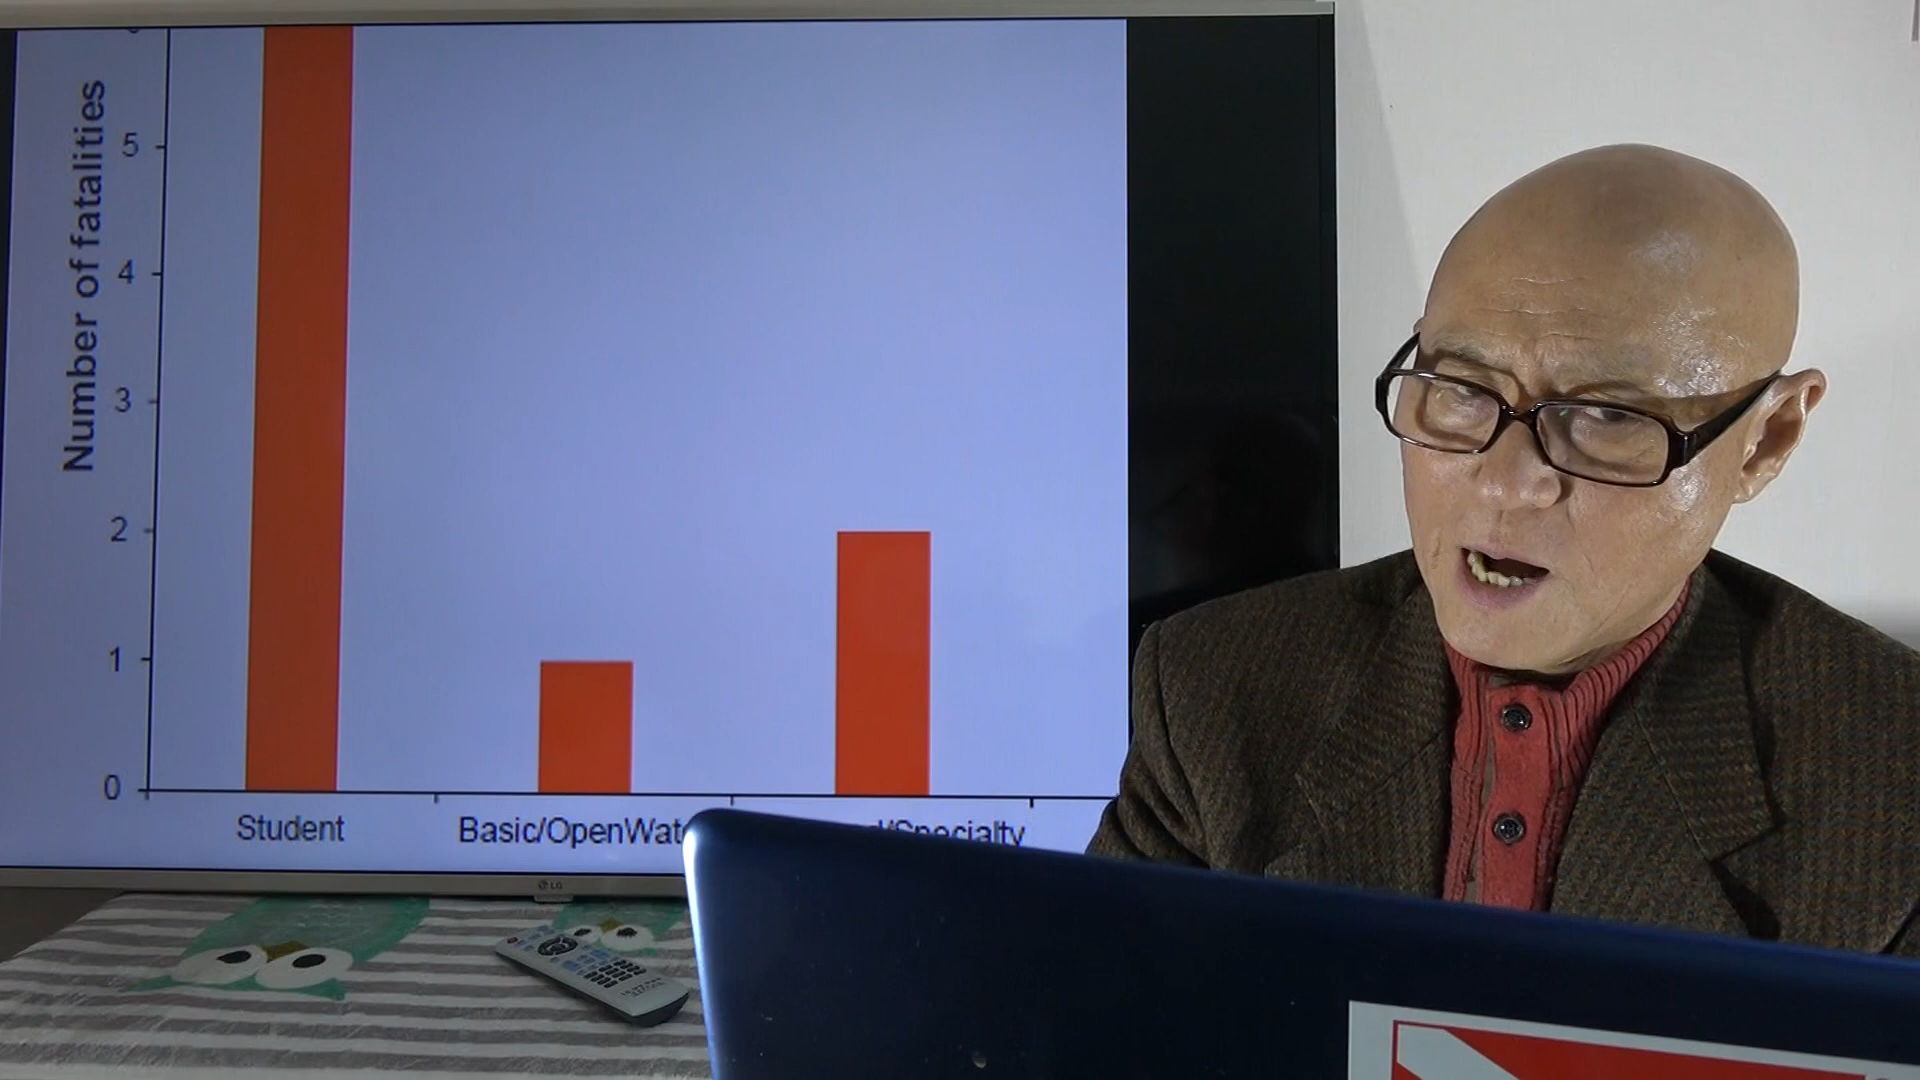 Number of fatalities
5
4
3
2
1
0
Student
Basic/OpenWat
d/Specialty
LG